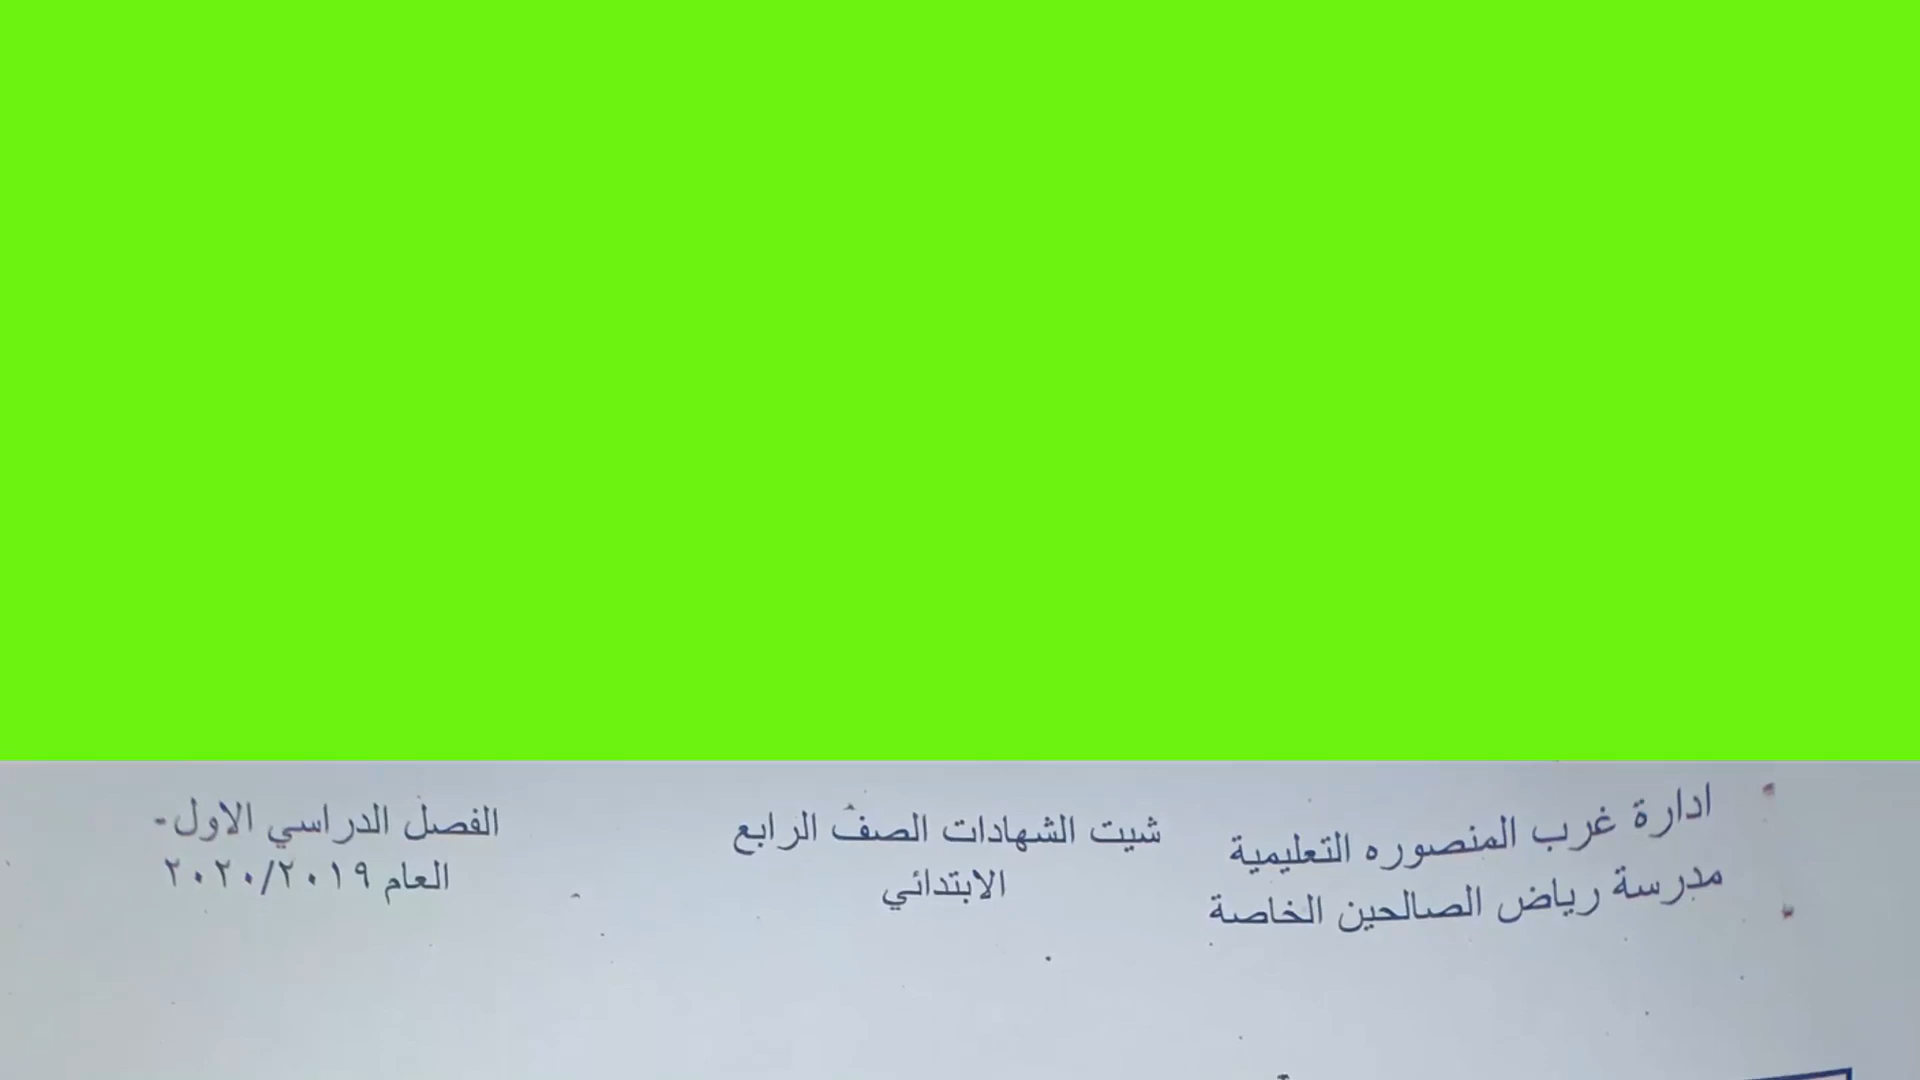 ادارة غرب المنصوره التعليمية
مدرسة رياض الصالحين الخاصة
شيت الشهادات الصف الرابع
الابتدائي
الفصل الدراسي الاول-
العام ٢٠٢٠/٢٠١٩